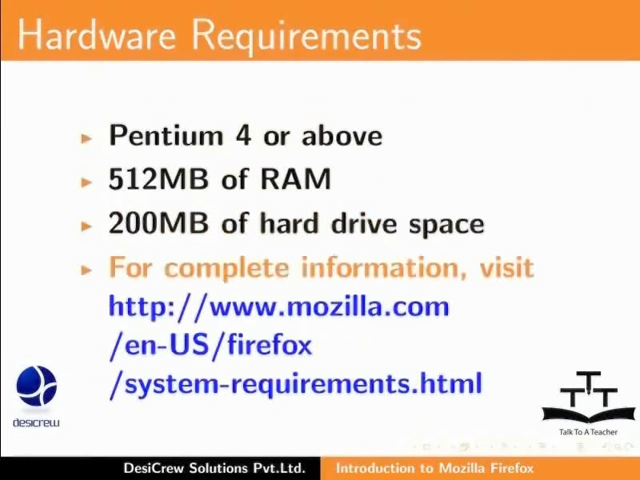 Hardware Requirements
Pentium 4 or above
512MB of RAM
200MB of hard drive space
For complete information, visit
http://www.mozilla.com
/en-US/firefox
/system-requirements.html
desicrew
TTT
Talk To A Teacher
DesiCrew Solutions Pvt.Ltd. Introduction to Mozilla Firefox